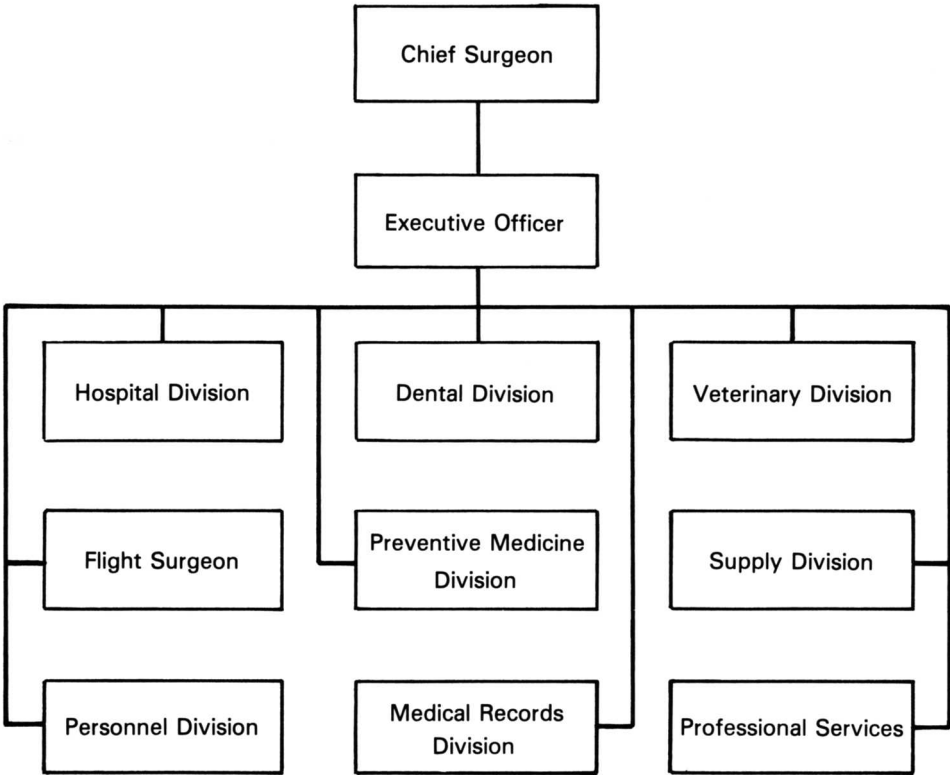 Chief Surgeon
Executive Officer
Hospital Division
Dental Division
Veterinary Division
Flight Surgeon
Preventive Medicine
Division
Supply Division
Personnel Division
Medical Records
Division
Professional Services